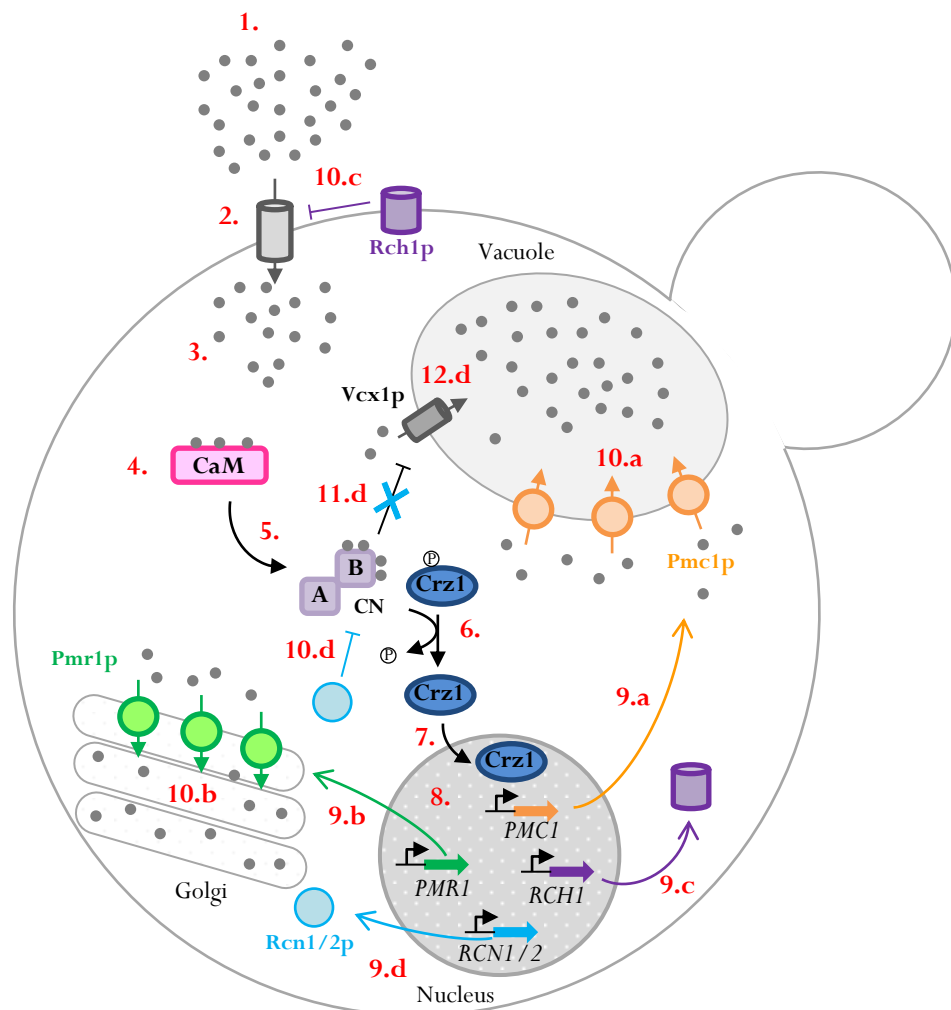 1.
10.c
2.
Rch1p
Vacuole
3.
Vcx1p
12.d
4.
CaM
10.a
11.d
5.
B
P
Crz1
Pmc1p
A
CN
6.
10.d
P
Pmr1p
Crz1
9.a
7.
Crz1
8.
10.b
9.b
PMC1
PMR1
RCH1
9.c
Golgi
Rcn1/2p
RCN1/2
9.d
Nucleus